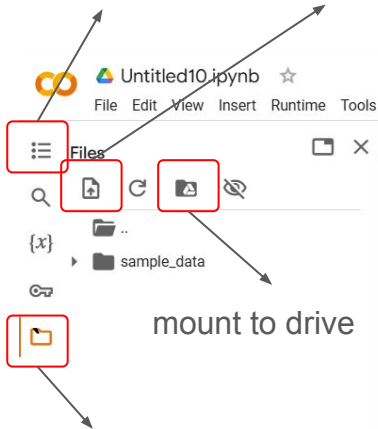 Untitled10.ipynb
File Edit View Insert Runtime Tools
Files
..
{x}
sample_data
mount to drive